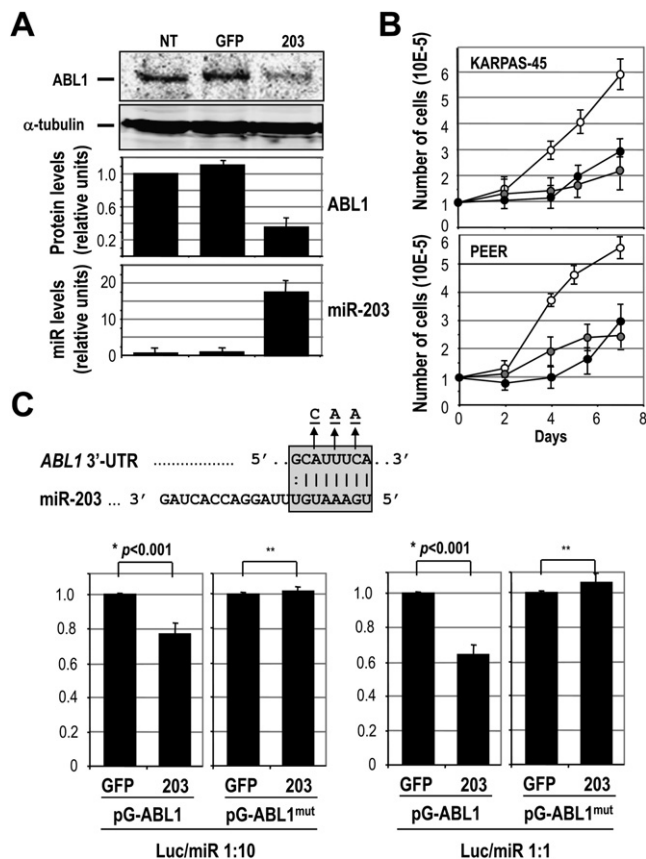 A
NT GFP 203
ABL1
α-tubulin
Protein levels
(relative units)
1.0
0.6
0.2
ABL1
miR levels
(relative units)
20
10
0
miR-203
B
Number of cells (10E-5)
KARPAS-45
6
5
4
3
2
1
0
Number of cells (10E-5)
PEER
6
5
4
3
2
1
0
0 2 4 6 8
Days
C
C A A
ABL1 3'-UTR .................... 5' ..GCAUUUCA..3'
:|||||||
miR-203 ... 3' GAUCACCAGGAUUUGUAAAGU 5'
* p<0.001 **
1.0
0.8
0.6
0.4
0.2
0
GFP 203 GFP 203
pG-ABL1 pG-ABL1mut
Luc/miR 1:10
* p<0.001 **
1.0
0.8
0.6
0.4
0.2
0
GFP 203 GFP 203
pG-ABL1 pG-ABL1mut
Luc/miR 1:1